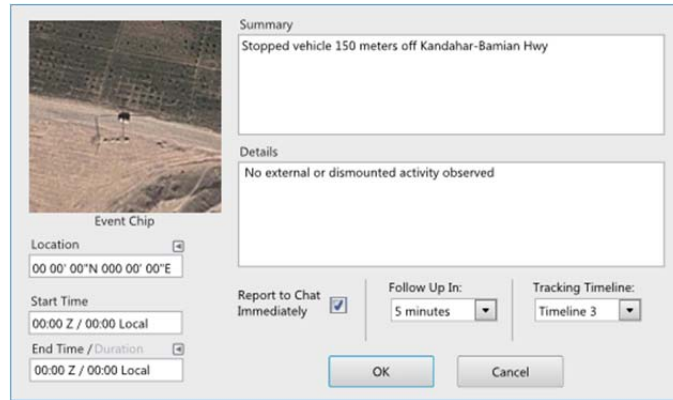 Summary
Stopped vehicle 150 meters off Kandahar-Bamian Hwy
Details
No external or dismounted activity observed
Event Chip
Location
00 00' 00"N 000 00' 00"E
Start Time
00:00 Z / 00:00 Local
End Time / Duration
00:00 Z / 00:00 Local
Report to Chat
Immediately
Follow Up In:
5 minutes
Tracking Timeline:
Timeline 3
OK
Cancel